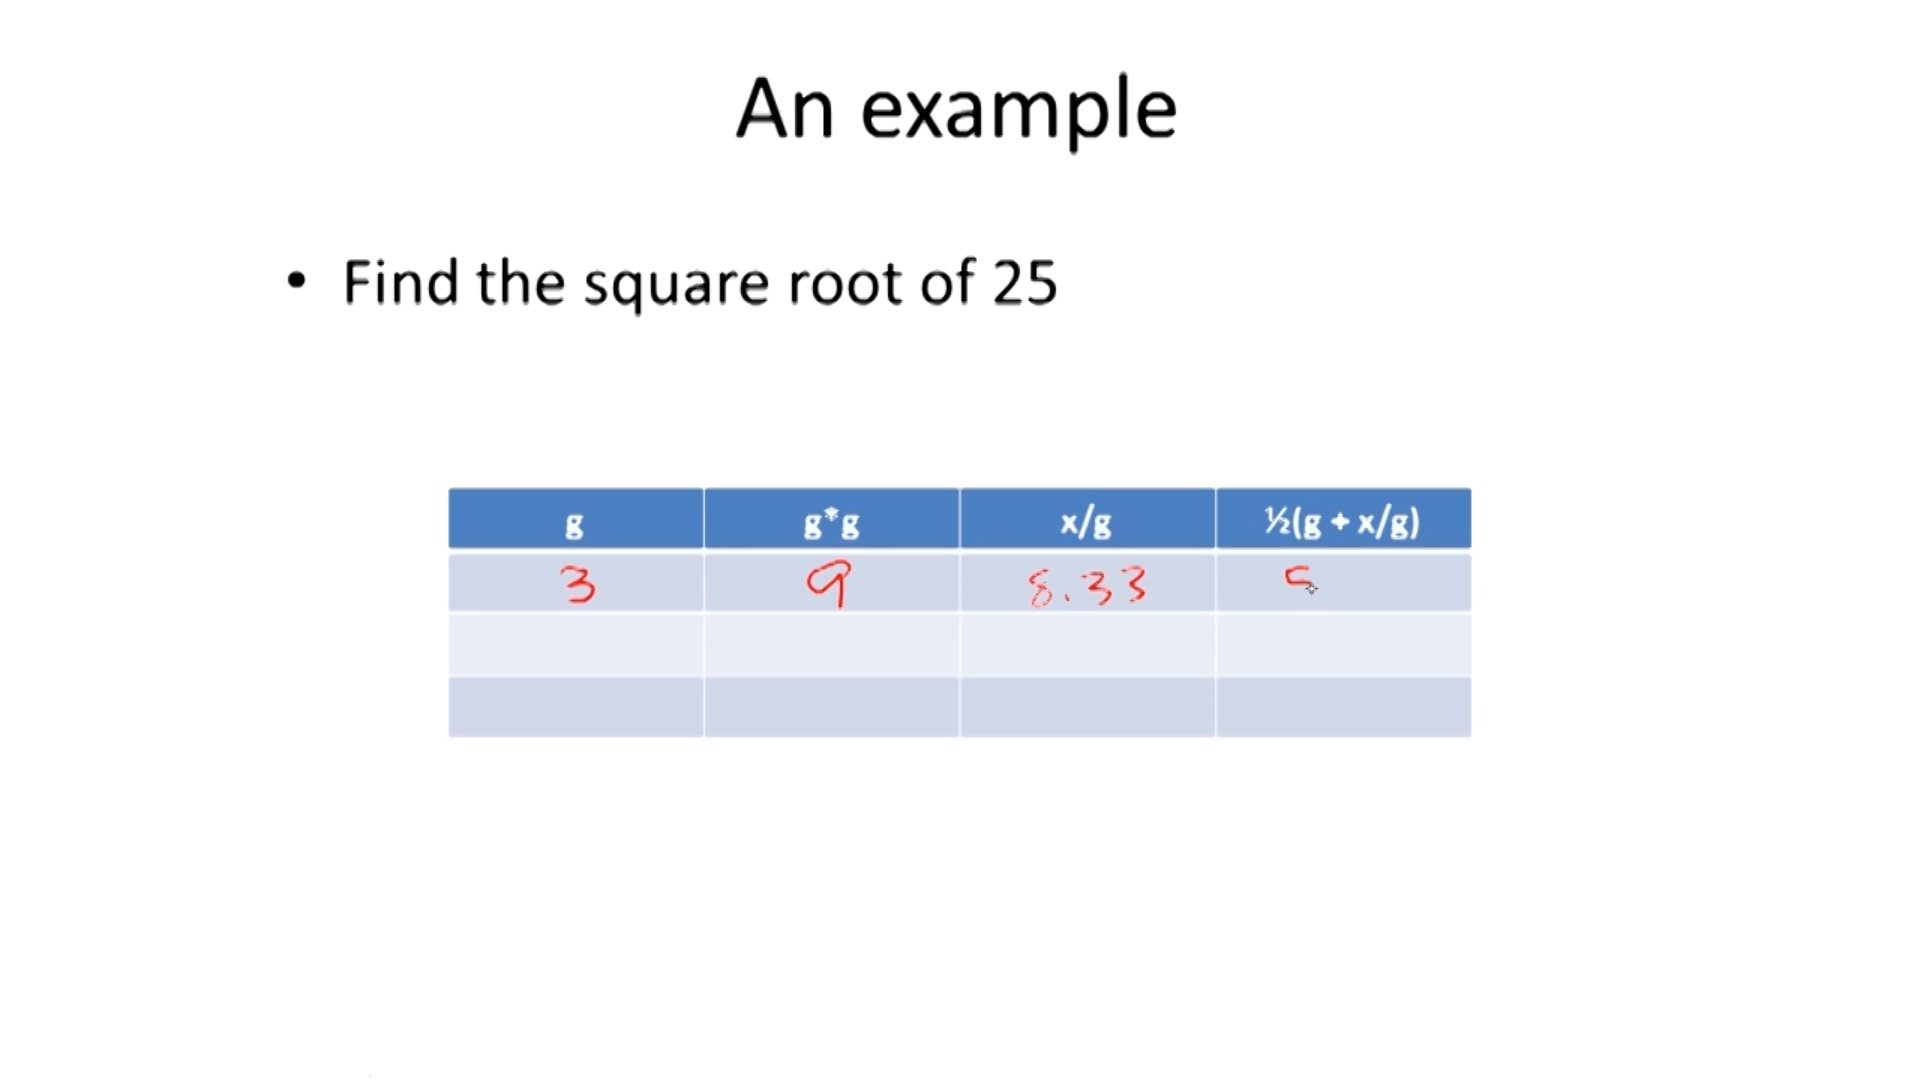 An example
• Find the square root of 25
g g*g x/g ½(g + x/g)
3 9 8.33 5